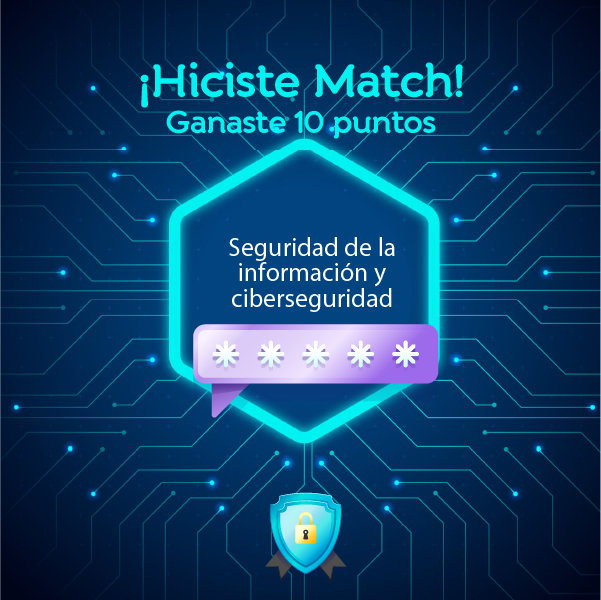 ¡Hiciste Match!
Ganaste 10 puntos
Seguridad de la
información y
ciberseguridad
* * * * *